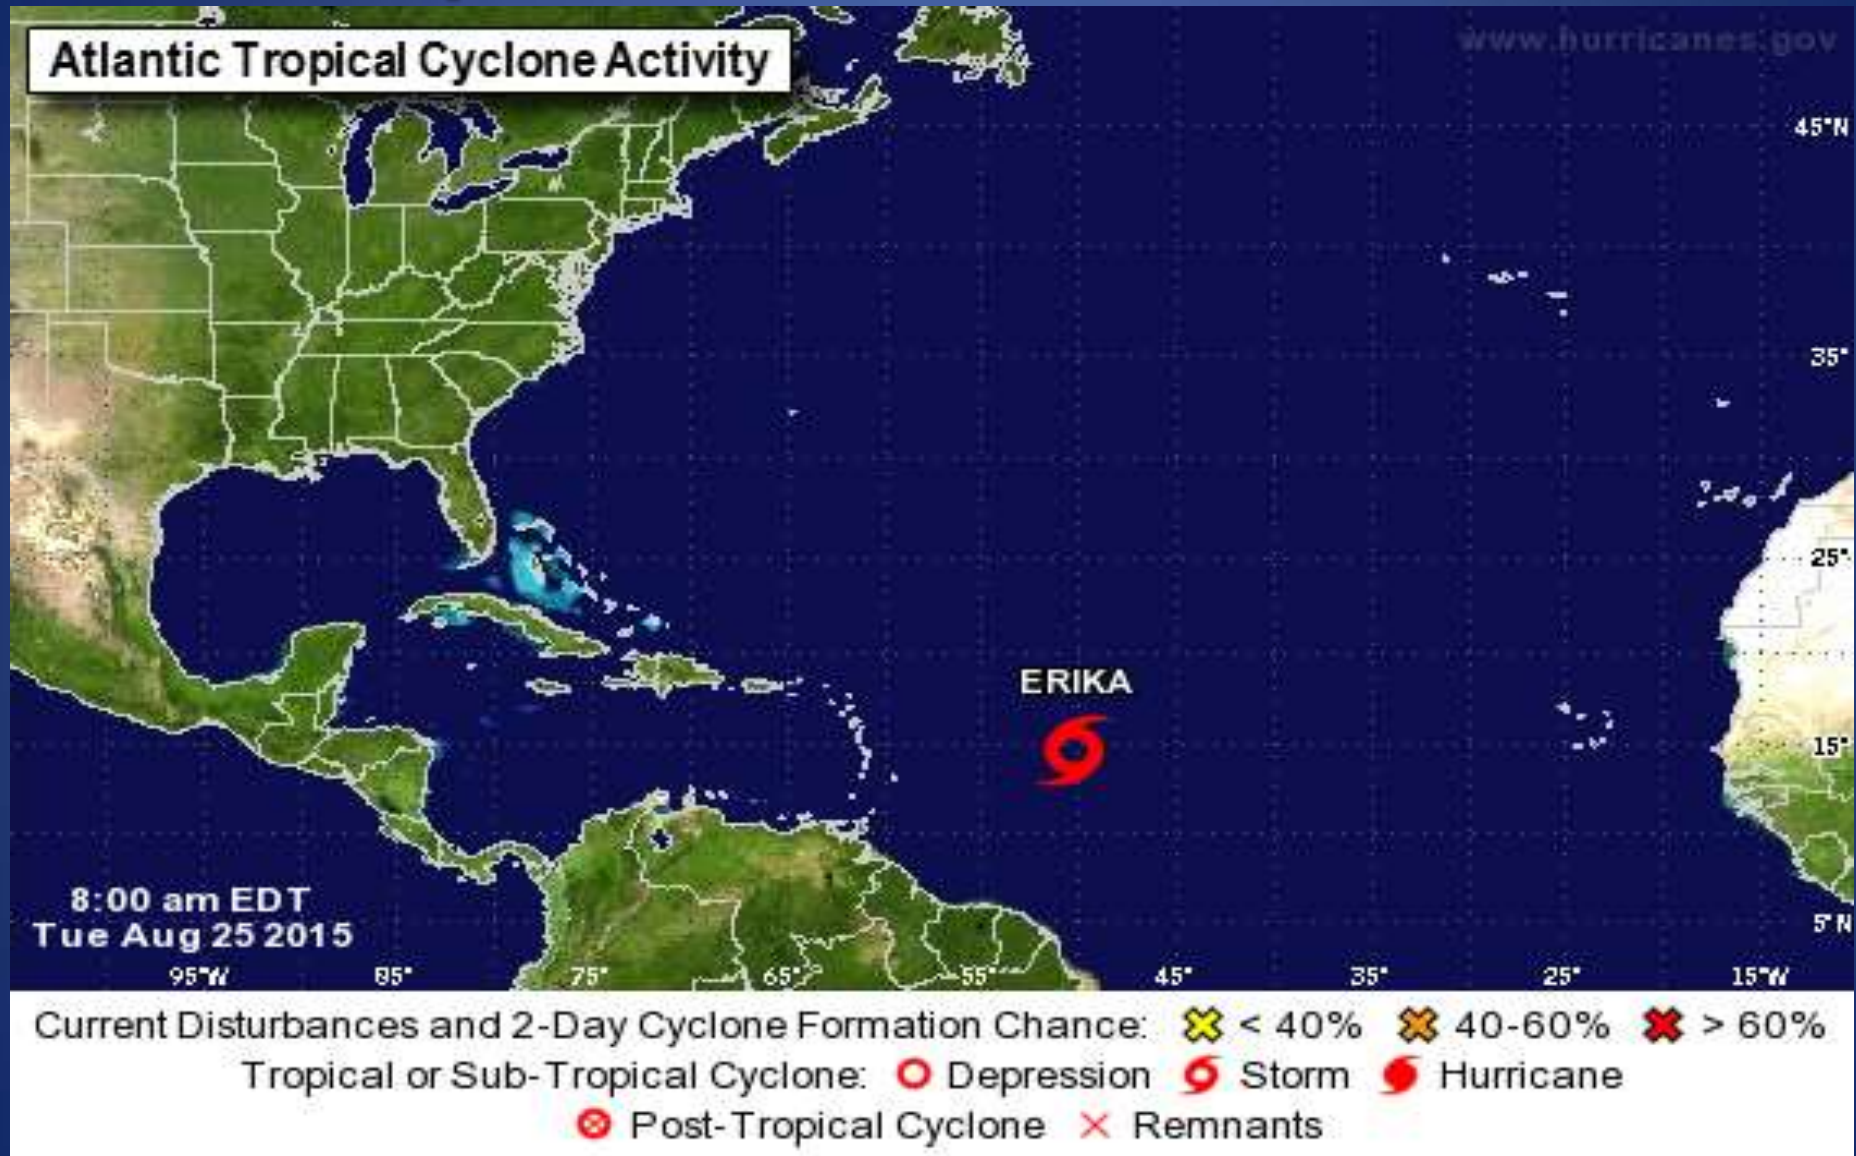 Atlantic Tropical Cyclone Activity
www.hurricanes.gov
45°N
35°
25°
ERIKA
15°
8:00 am EDT
Tue Aug 25 2015
5°N
95°W 85° 75° 65° 55° 45° 35° 25° 15°W
Current Disturbances and 2-Day Cyclone Formation Chance: < 40% 40-60% > 60%
Tropical or Sub-Tropical Cyclone: Depression Storm Hurricane
Post-Tropical Cyclone Remnants